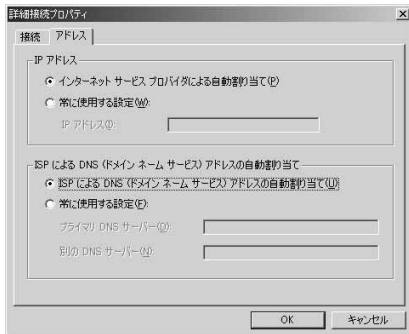 詳細接続プロパティ
接続 アドレス
IP アドレス
インターネット サービス プロバイダによる自動割り当て(P)
常に使用する設定(W):
IP アドレス(I):
ISP による DNS (ドメイン ネーム サービス) アドレスの自動割り当て
ISP による DNS (ドメイン ネーム サービス) アドレスの自動割り当て(U)
常に使用する設定(E):
プライマリ DNS サーバー(D):
別の DNS サーバー(N):
OK キャンセル